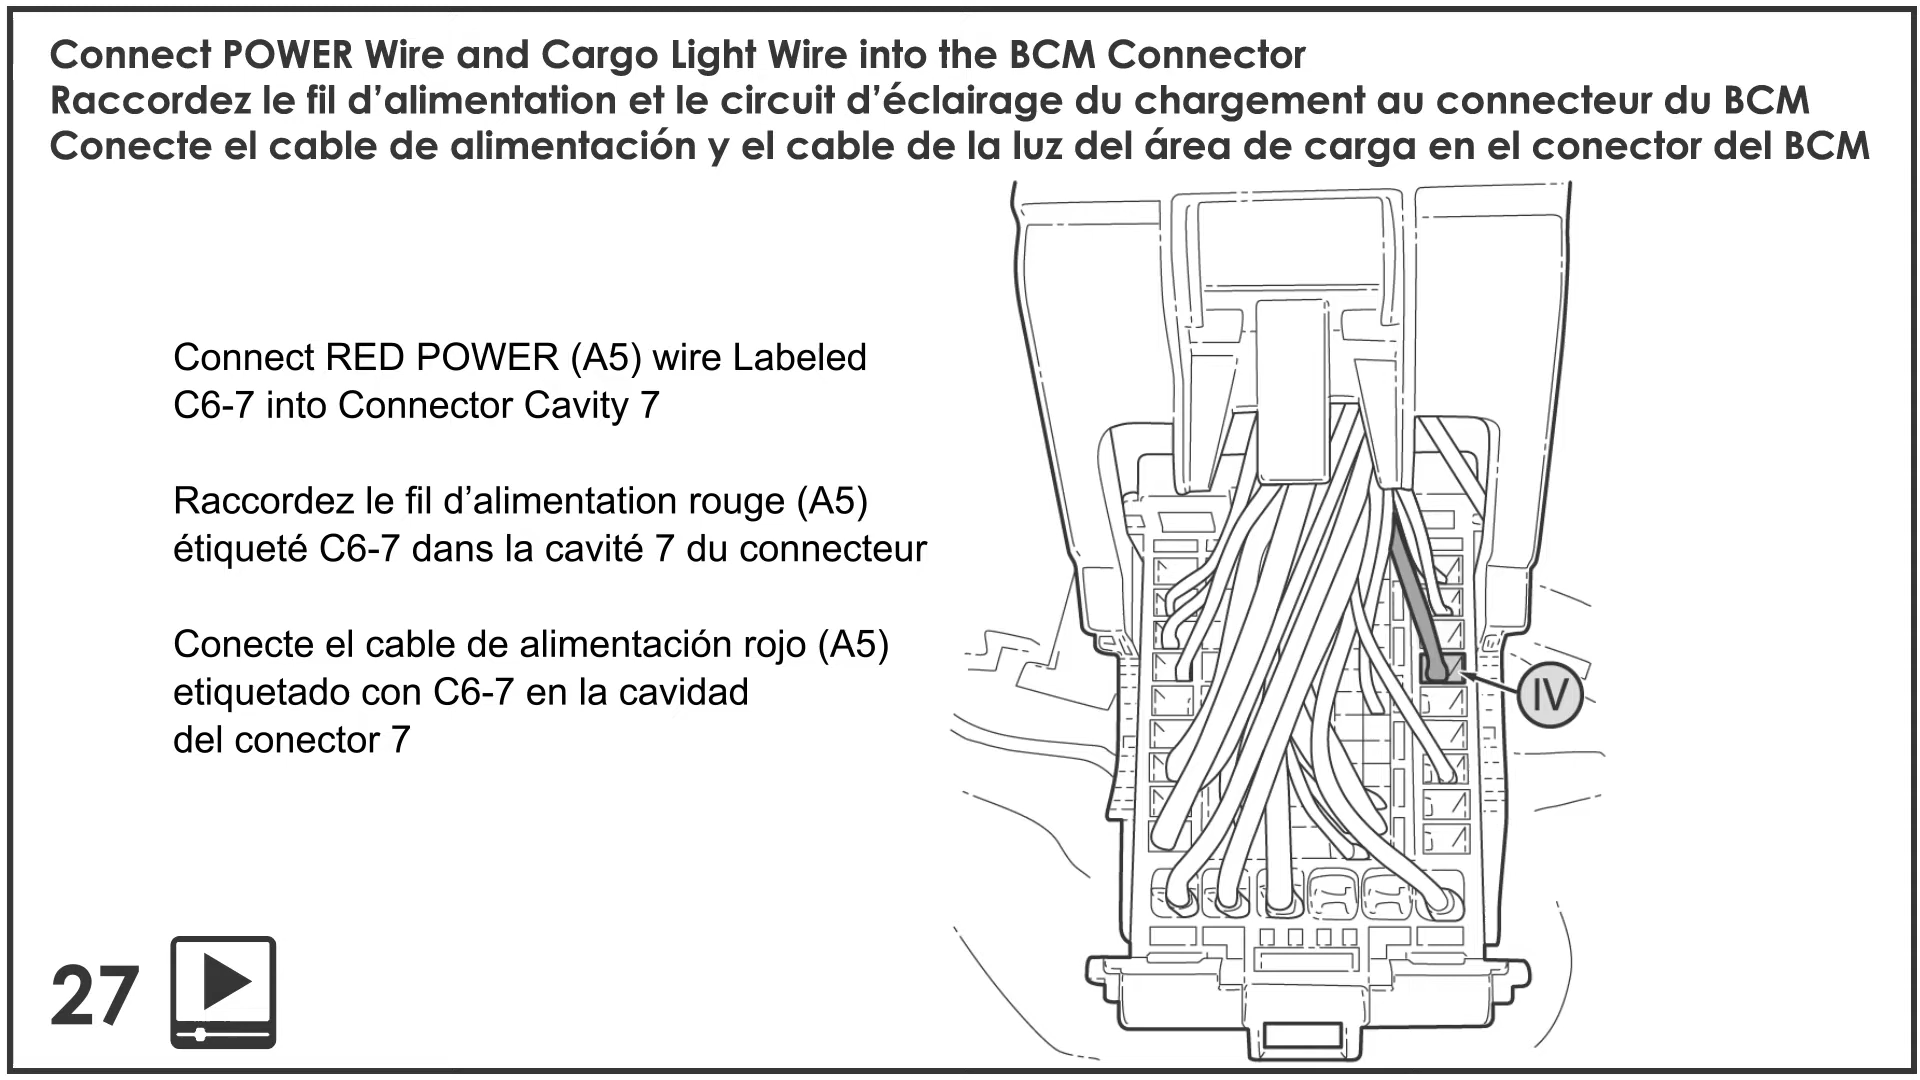 Connect POWER Wire and Cargo Light Wire into the BCM Connector
Raccordez le fil d’alimentation et le circuit d’éclairage du chargement au connecteur du BCM
Conecte el cable de alimentación y el cable de la luz del área de carga en el conector del BCM
Connect RED POWER (A5) wire Labeled
C6-7 into Connector Cavity 7
Raccordez le fil d’alimentation rouge (A5)
étiqueté C6-7 dans la cavité 7 du connecteur
Conecte el cable de alimentación rojo (A5)
etiquetado con C6-7 en la cavidad
del conector 7
IV
27